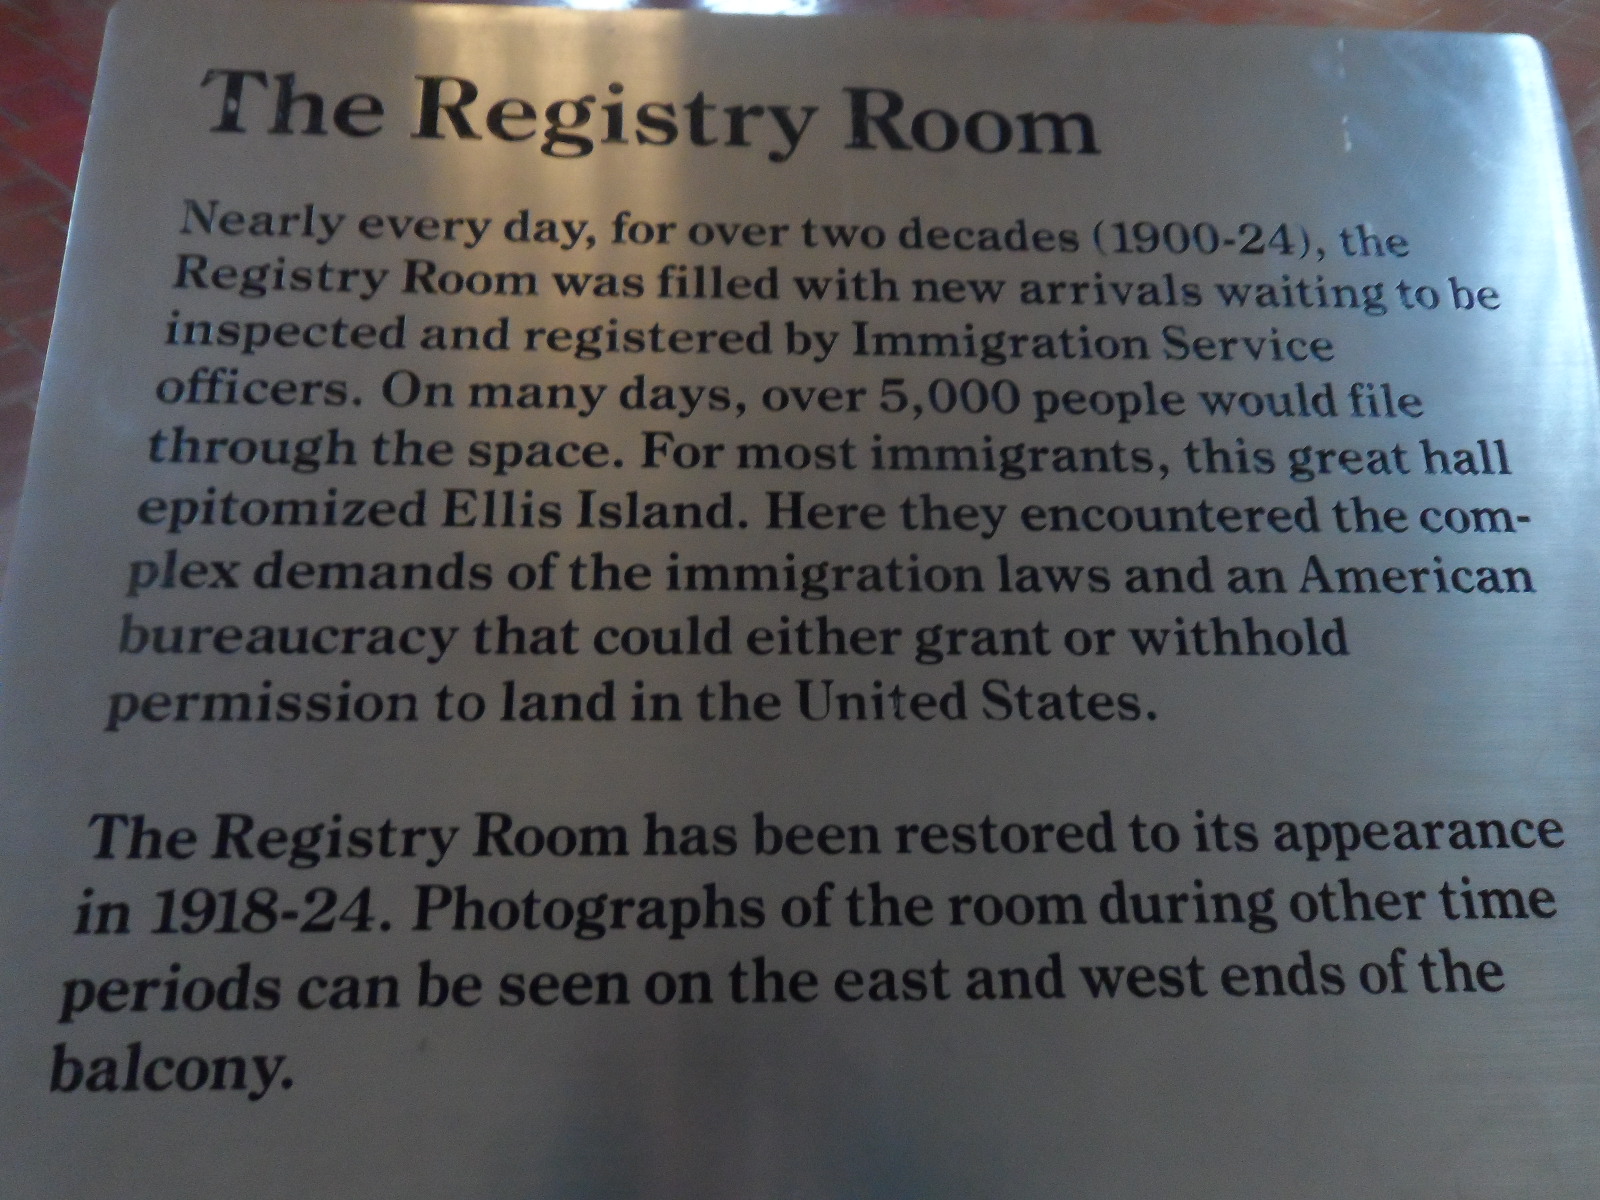 The Registry Room
Nearly every day, for over two decades (1900-24), the
Registry Room was filled with new arrivals waiting to be
inspected and registered by Immigration Service
officers. On many days, over 5,000 people would file
through the space. For most immigrants, this great hall
epitomized Ellis Island. Here they encountered the com-
plex demands of the immigration laws and an American
bureaucracy that could either grant or withhold
permission to land in the United States.
The Registry Room has been restored to its appearance
in 1918-24. Photographs of the room during other time
periods can be seen on the east and west ends of the
balcony.